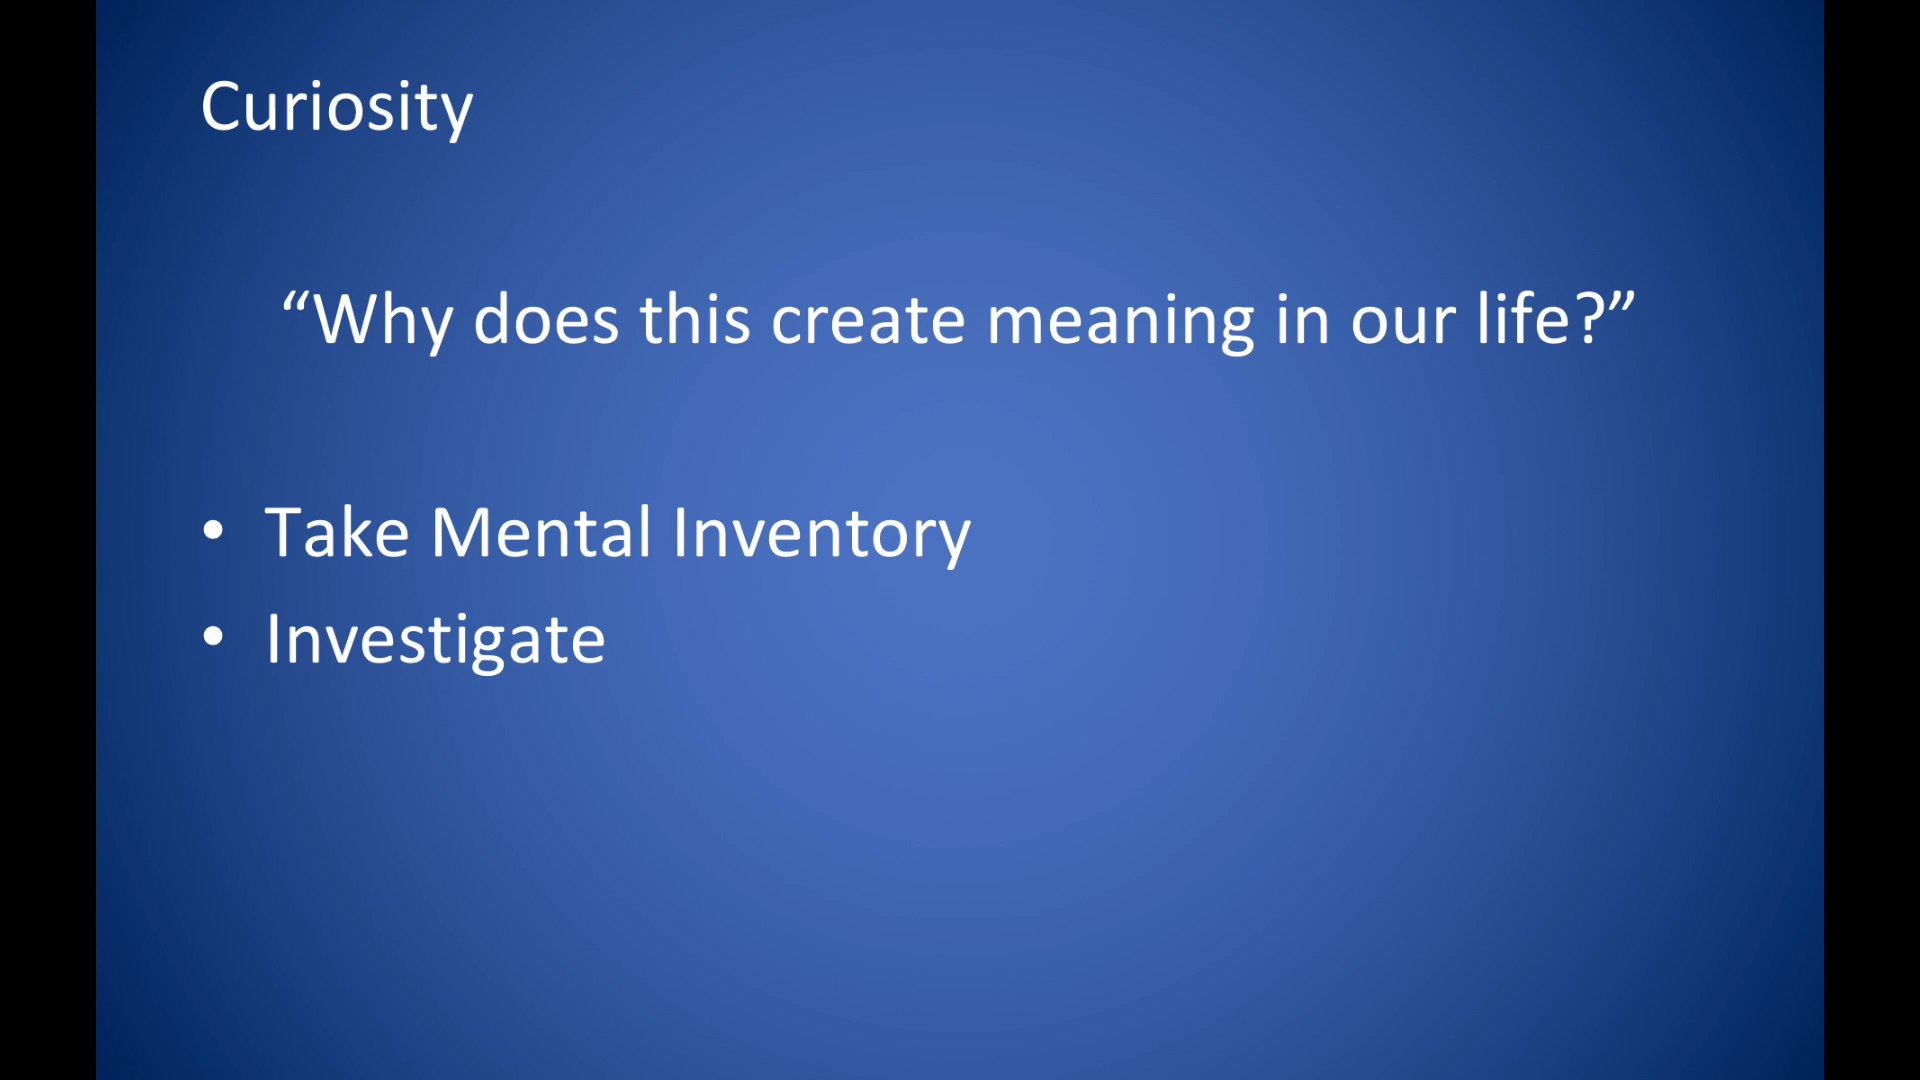 Curiosity
“Why does this create meaning in our life?”
• Take Mental Inventory
• Investigate